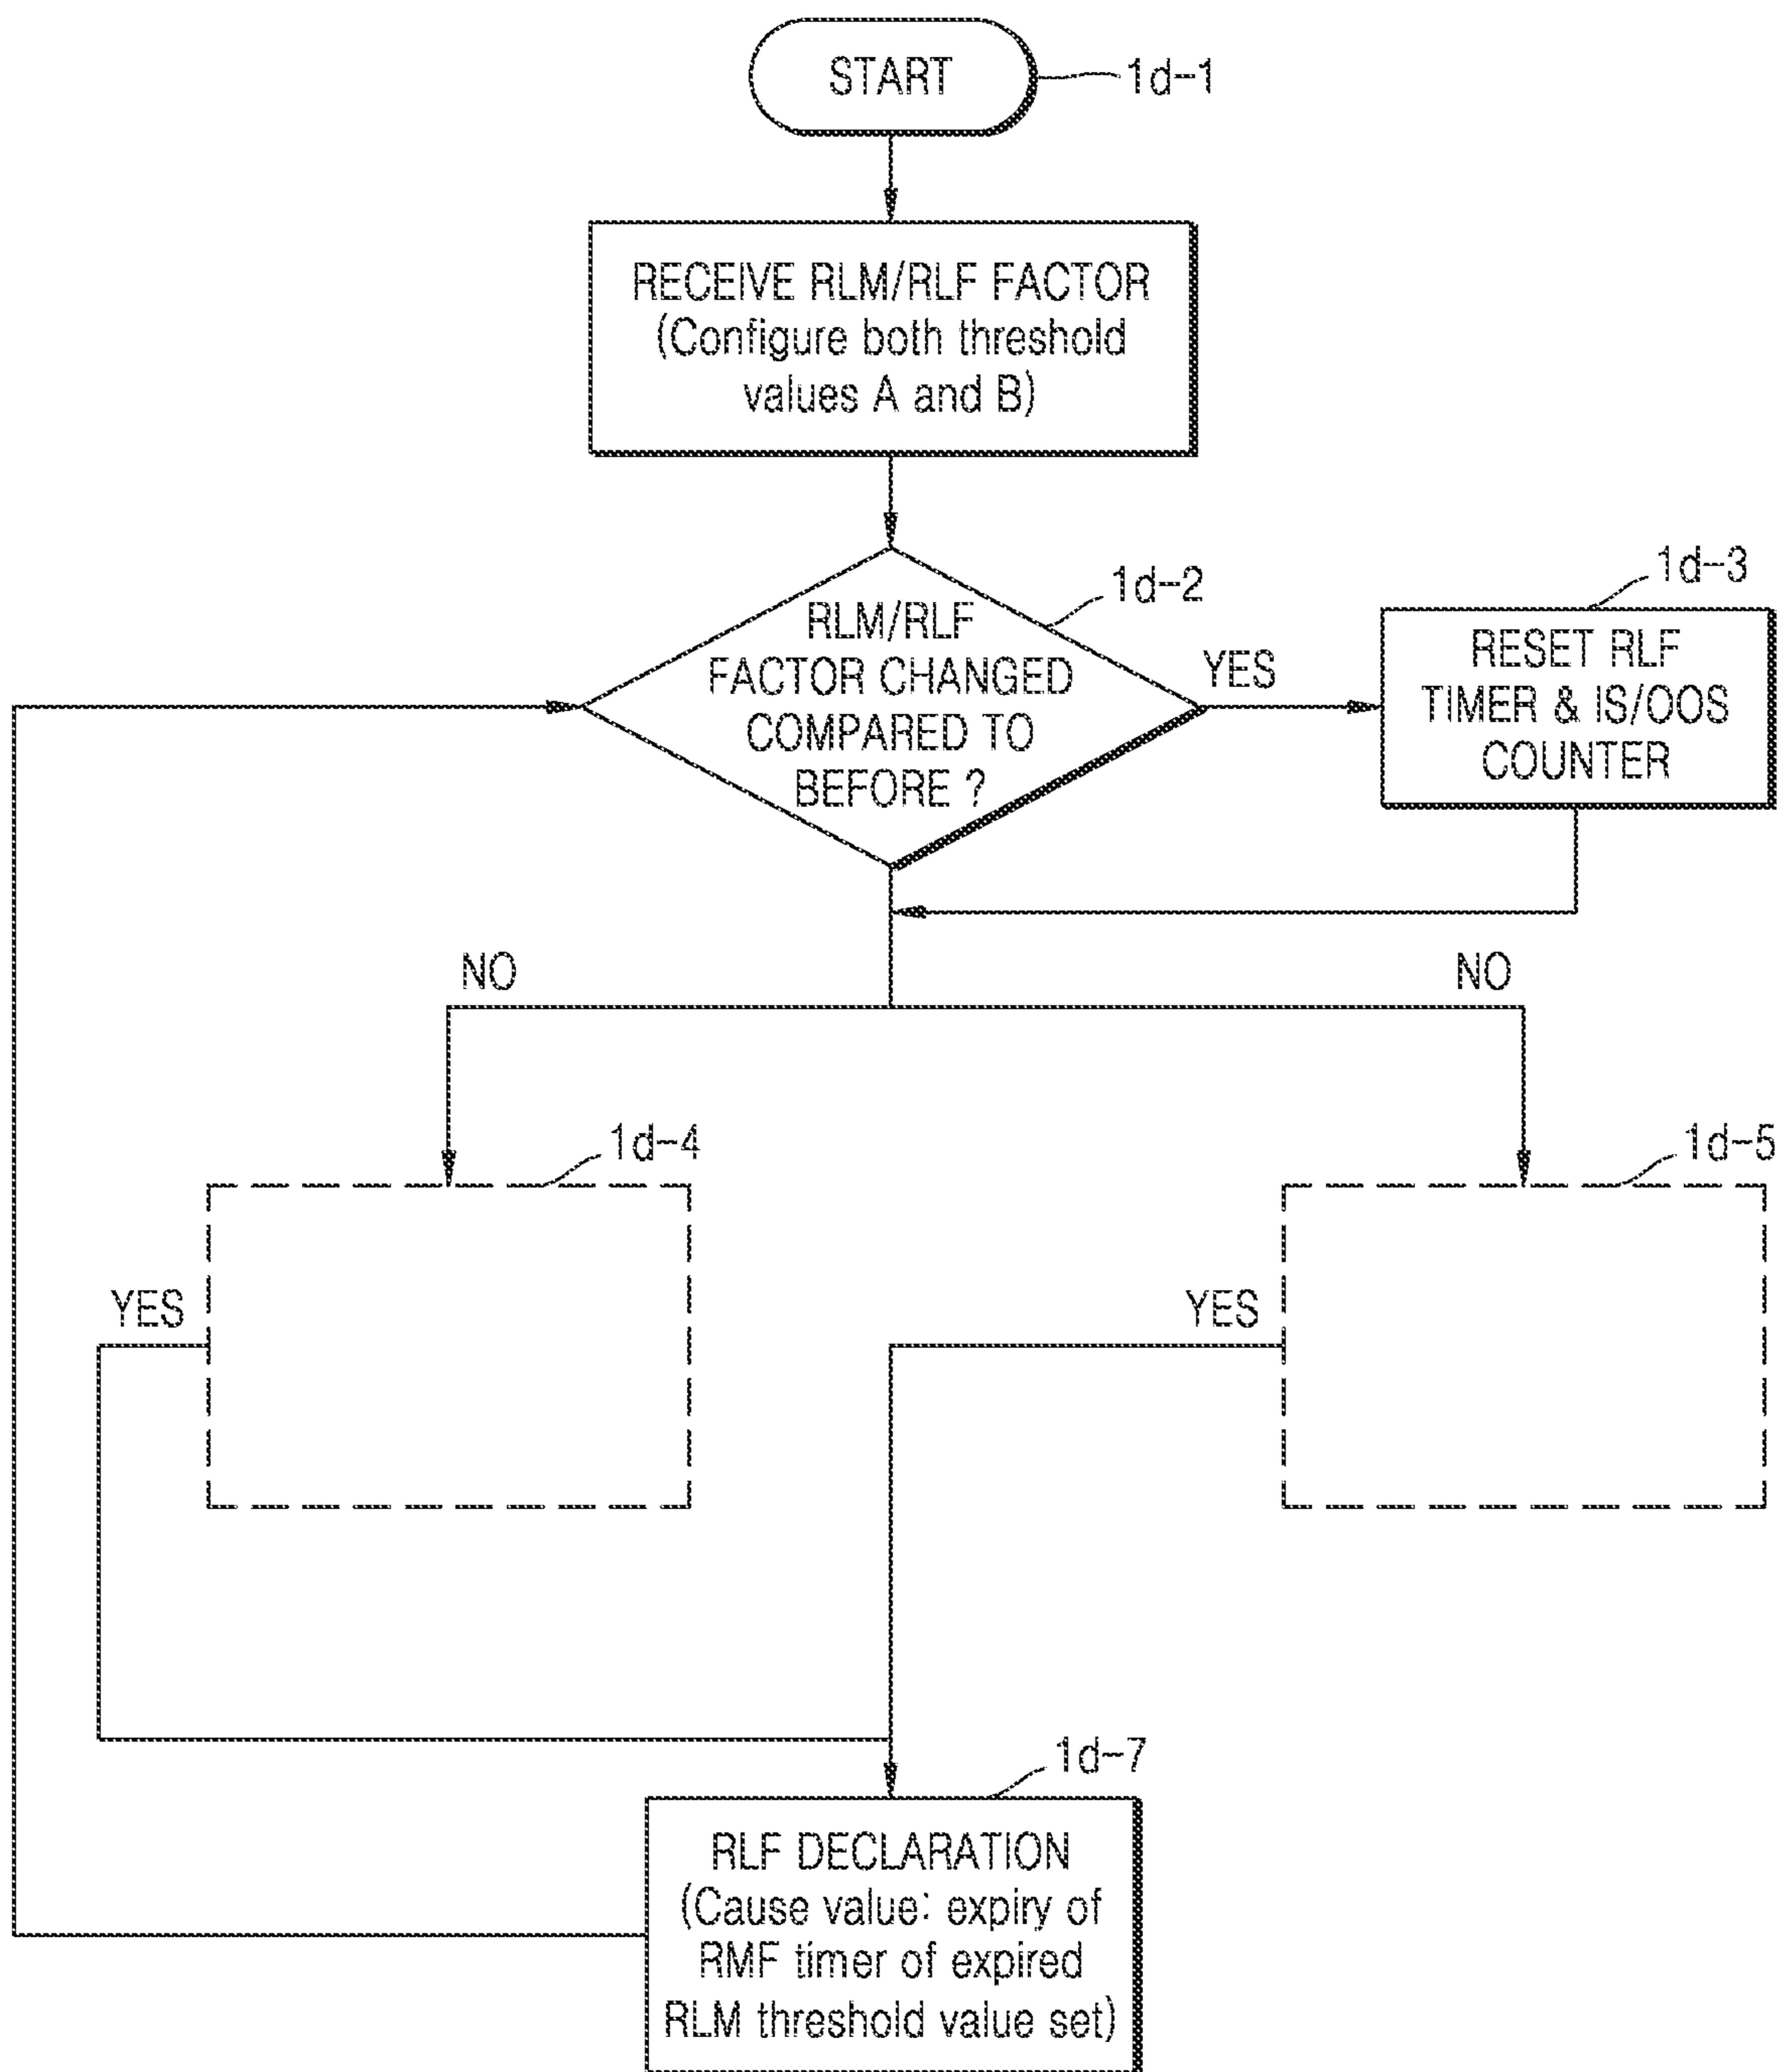 START
1d-1
RECEIVE RLM/RLF FACTOR
(Configure both threshold
values A and B)
1d-2
RLM/RLF
FACTOR CHANGED
COMPARED TO
BEFORE ?
YES
1d-3
RESET RLF
TIMER & IS/OOS
COUNTER
NO
NO
1d-4
1d-5
YES
YES
1d-7
RLF DECLARATION
(Cause value: expiry of
RMF timer of expired
RLM threshold value set)